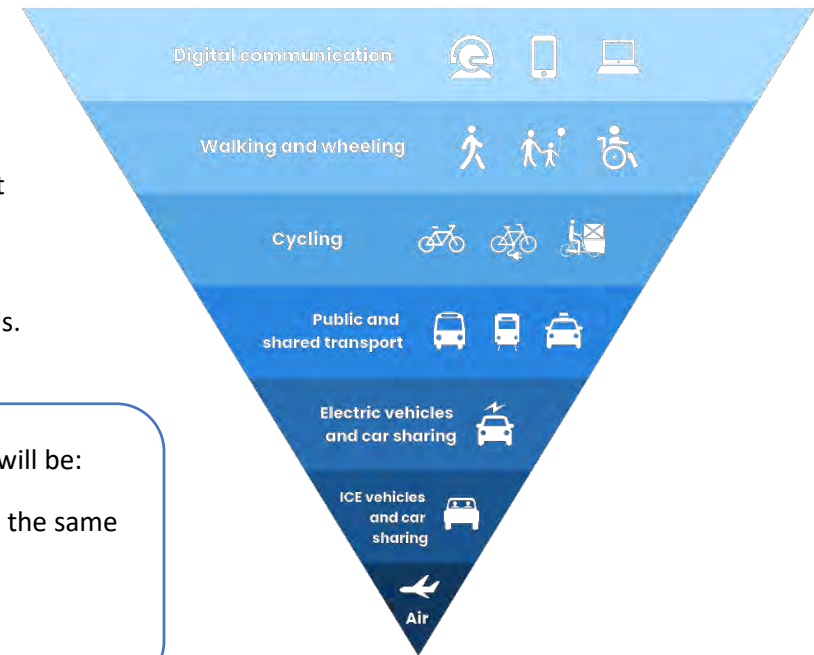 Digital communication
Walking and wheeling
t
Cycling
s.
Public and
shared transport
Electric vehicles
and car sharing
will be:
ICE vehicles
and car
sharing
the same
Air